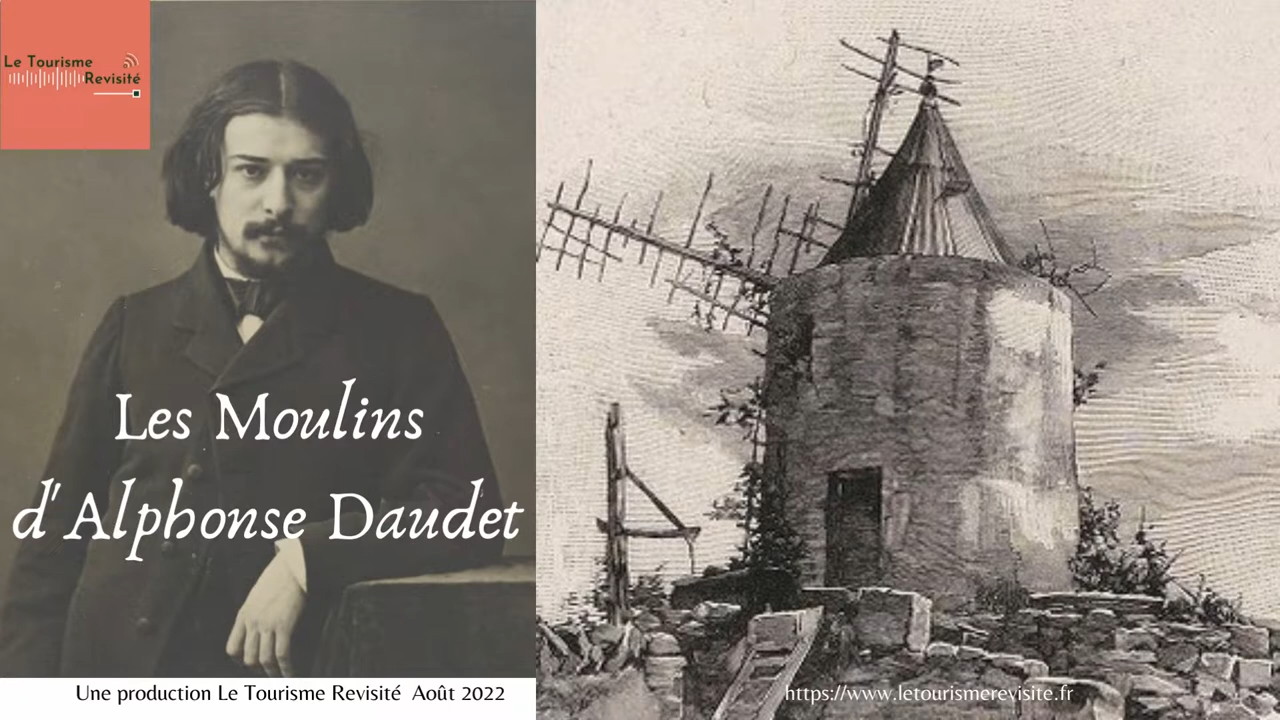 Le Tourisme
Revisité
Les Moulins
d'Alphonse Daudet
Une production Le Tourisme Revisité Août 2022
https://www.letourismerevisite.fr